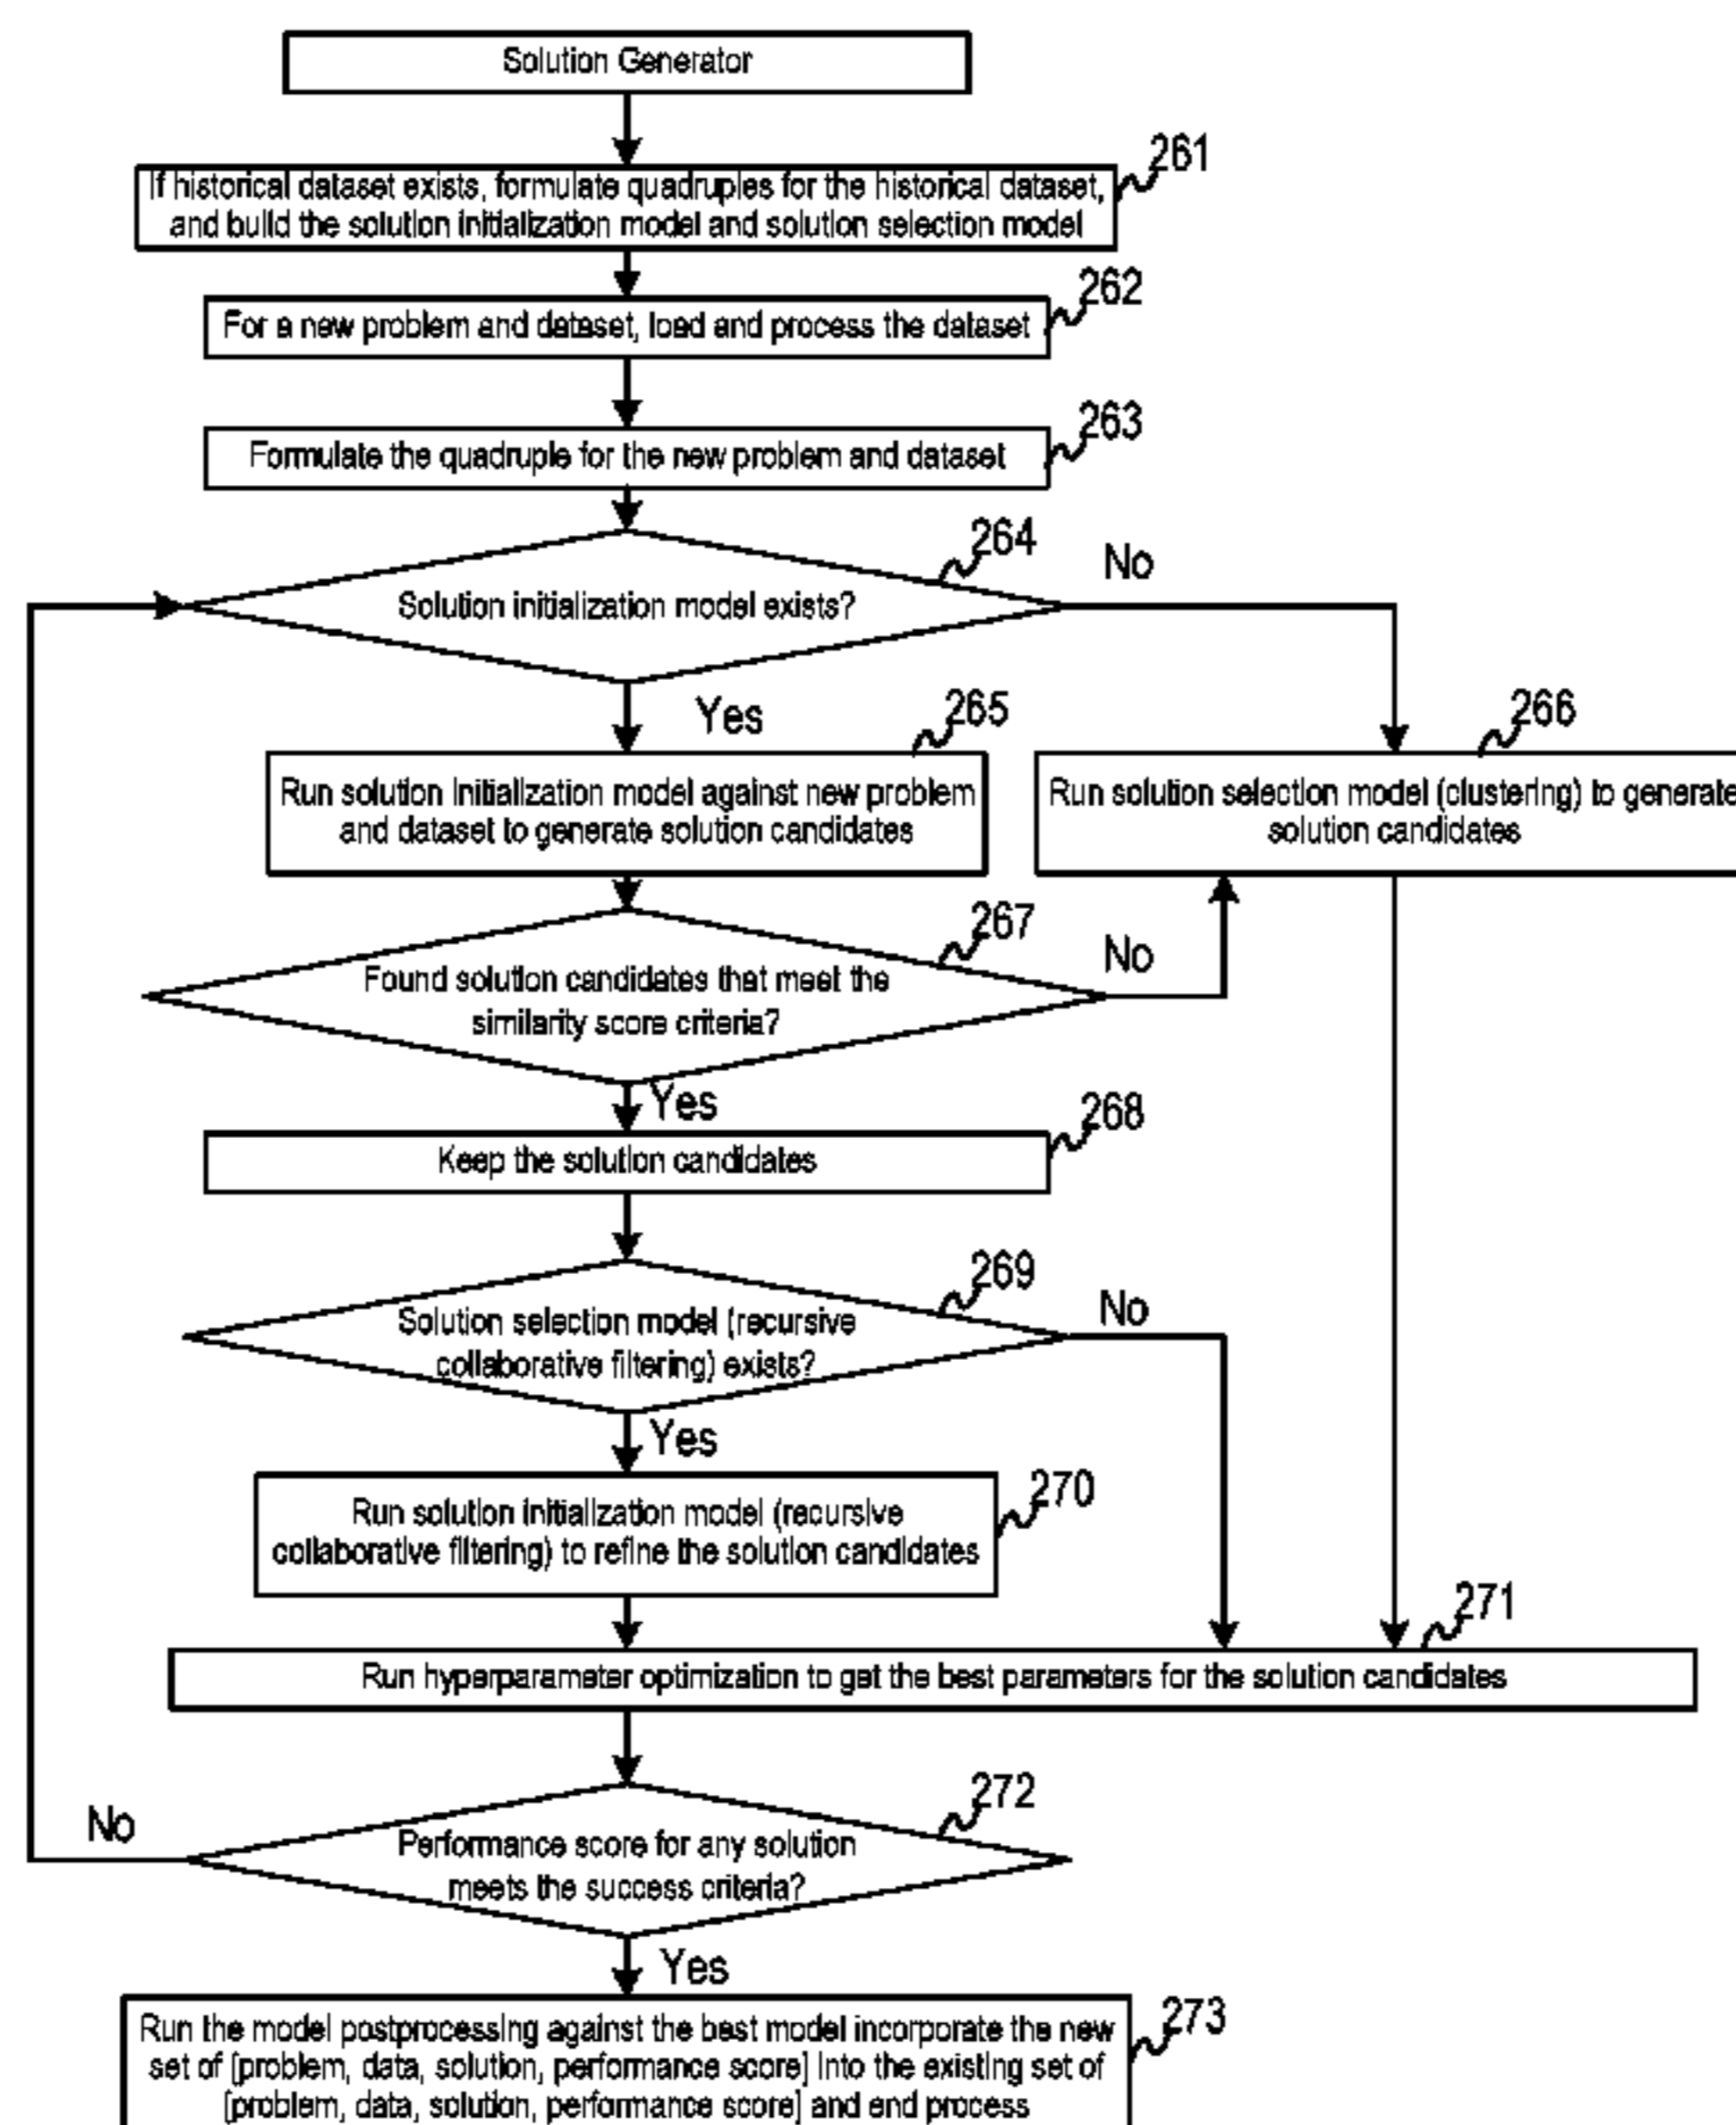 Solution Generator
261
If historical dataset exists, formulate quadruples for the historical dataset,
and build the solution initialization model and solution selection model
262
For a new problem and dataset, load and process the dataset
263
Formulate the quadruple for the new problem and dataset
264
No
Solution initialization model exists?
Yes
265
266
Run solution initialization model against new problem
and dataset to generate solution candidates
Run solution selection model (clustering) to generate
solution candidates
267
No
Found solution candidates that meet the
similarity score criteria?
Yes
268
Keep the solution candidates
269
No
Solution selection model (recursive
collaborative filtering) exists?
Yes
270
Run solution initialization model (recursive
collaborative filtering) to refine the solution candidates
271
Run hyperparameter optimization to get the best parameters for the solution candidates
272
No
Performance score for any solution
meets the success criteria?
Yes
273
Run the model postprocessing against the best model incorporate the new
set of [problem, data, solution, performance score] into the existing set of
[problem, data, solution, performance score] and end process